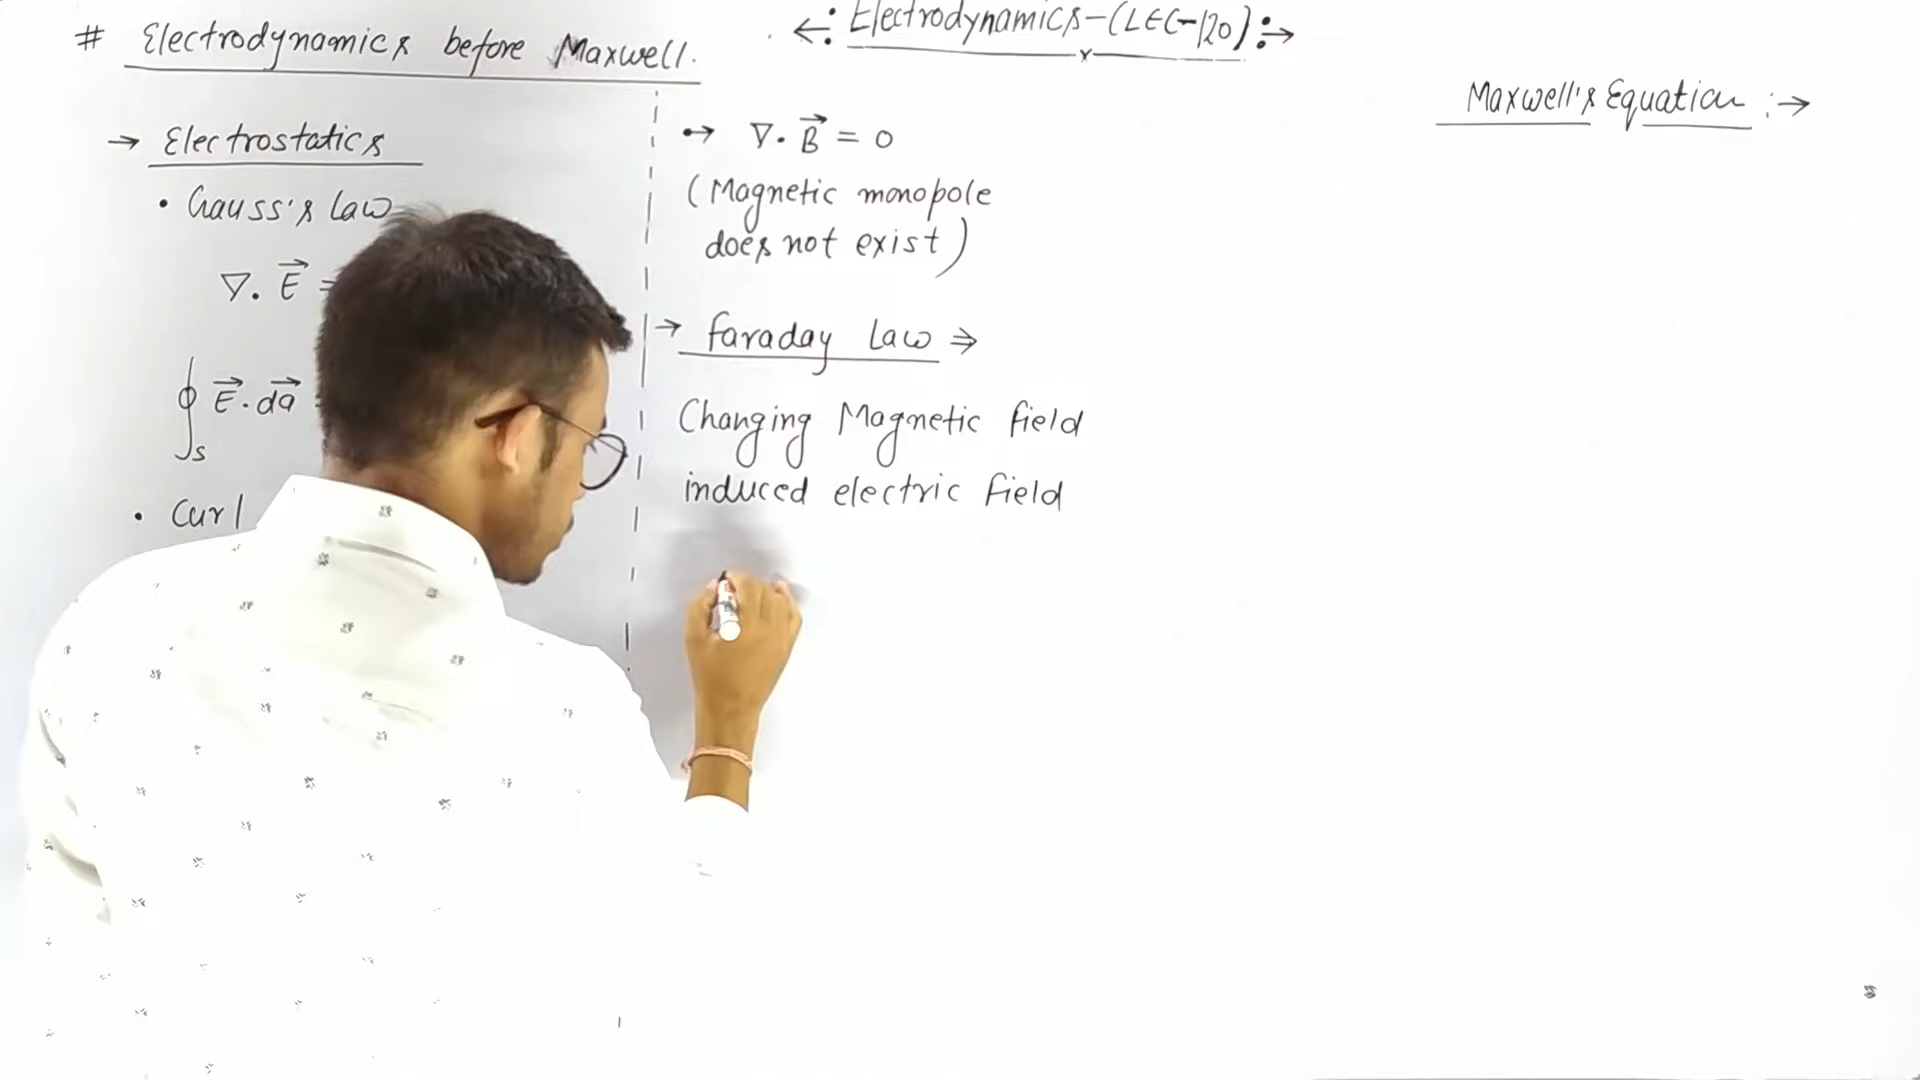 # Electrodynamics before Maxwell.
←: Electrodynamics-(LEC-120):→
x
Maxwell's Equation :→
→ Electrostatics
• Gauss's Law
∇. E⃗ =
∮ₛ E⃗.da⃗
• Curl
→ ∇. B⃗ = 0
(Magnetic monopole
does not exist)
→ faraday Law ⇒
Changing Magnetic field
induced electric field